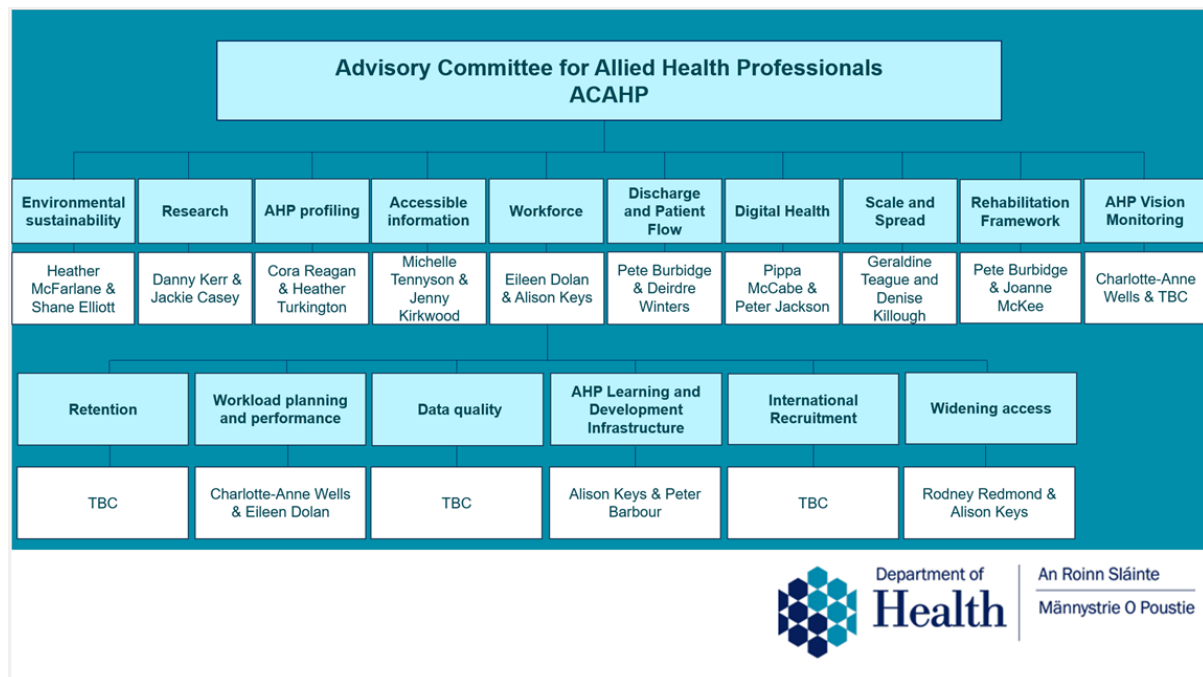 Advisory Committee for Allied Health Professionals
ACAHP
Environmental
sustainability
Research
AHP profiling
Accessible
information
Workforce
Discharge
and Patient
Flow
Digital Health
Scale and
Spread
Rehabilitation
Framework
AHP Vision
Monitoring
Heather
McFarlane &
Shane Elliott
Danny Kerr &
Jackie Casey
Cora Reagan
& Heather
Turkington
Michelle
Tennyson &
Jenny
Kirkwood
Eileen Dolan
& Alison Keys
Pete Burbidge
& Deirdre
Winters
Pippa
McCabe &
Peter Jackson
Geraldine
Teague and
Denise
Killough
Pete Burbidge
& Joanne
McKee
Charlotte-Anne
Wells & TBC
Retention
Workload planning
and performance
Data quality
AHP Learning and
Development
Infrastructure
International
Recruitment
Widening access
TBC
Charlotte-Anne Wells
& Eileen Dolan
TBC
Alison Keys & Peter
Barbour
TBC
Rodney Redmond &
Alison Keys
Department of
Health
An Roinn Sláinte
Männystrie O Poustie